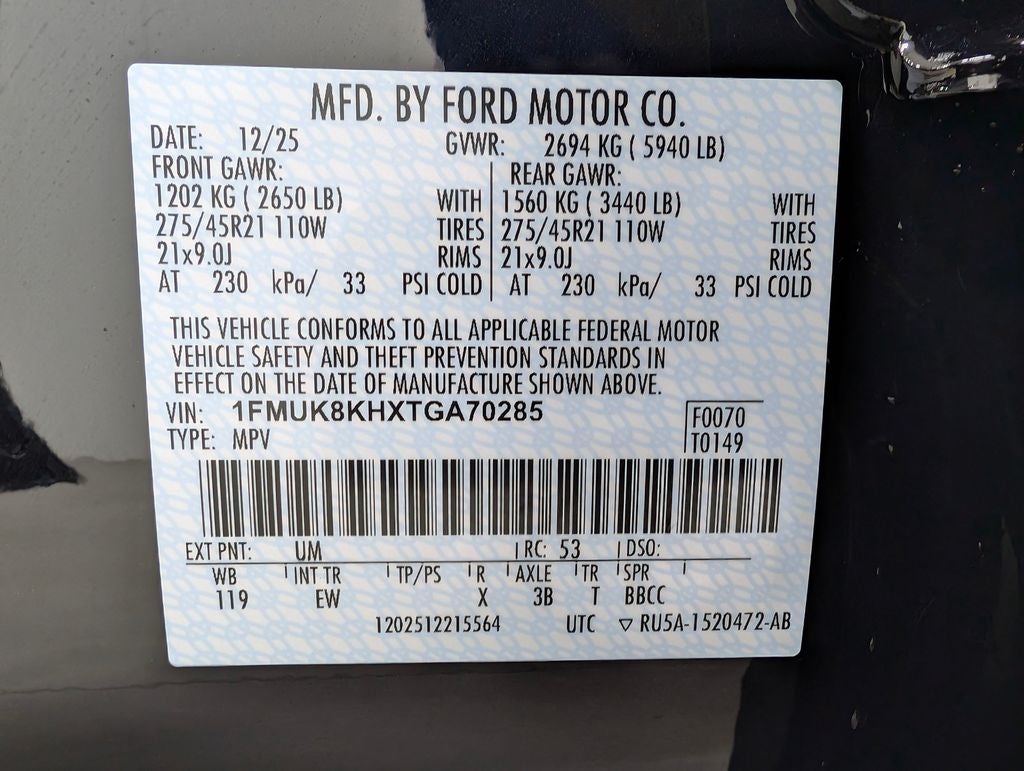 MFD. BY FORD MOTOR CO.
DATE: 12/25 GVWR: 2694 KG ( 5940 LB)
FRONT GAWR: REAR GAWR:
1202 KG ( 2650 LB) WITH 1560 KG ( 3440 LB) WITH
275/45R21 110W TIRES 275/45R21 110W TIRES
21x9.0J RIMS 21x9.0J RIMS
AT 230 kPa/ 33 PSI COLD AT 230 kPa/ 33 PSI COLD
THIS VEHICLE CONFORMS TO ALL APPLICABLE FEDERAL MOTOR
VEHICLE SAFETY AND THEFT PREVENTION STANDARDS IN
EFFECT ON THE DATE OF MANUFACTURE SHOWN ABOVE.
VIN: 1FMUK8KHXTGA70285 F0070
TYPE: MPV T0149
EXT PNT: UM RC: 53 DSO:
WB INT TR TP/PS R AXLE TR SPR
119 EW X 3B T BBCC
1202512215564 UTC ▽ RU5A-1520472-AB